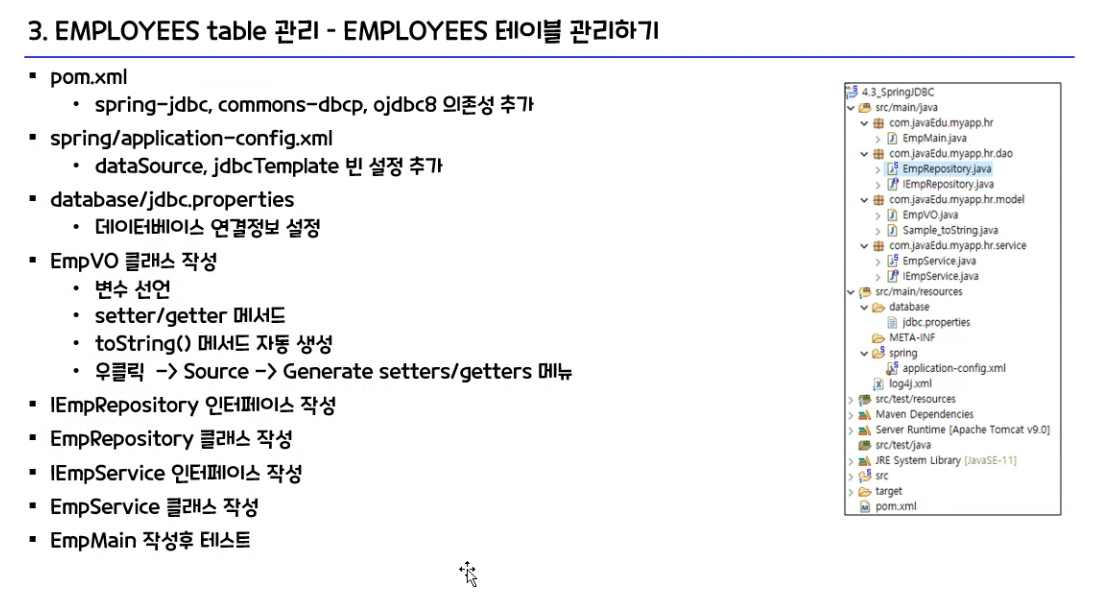 3. EMPLOYEES table 관리 - EMPLOYEES 테이블 관리하기
▪ pom.xml
• spring-jdbc, commons-dbcp, ojdbc8 의존성 추가
▪ spring/application-config.xml
• dataSource, jdbcTemplate 빈 설정 추가
▪ database/jdbc.properties
• 데이터베이스 연결정보 설정
▪ EmpVO 클래스 작성
• 변수 선언
• setter/getter 메서드
• toString() 메서드 자동 생성
• 우클릭 -> Source -> Generate setters/getters 메뉴
▪ IEmpRepository 인터페이스 작성
▪ EmpRepository 클래스 작성
▪ IEmpService 인터페이스 작성
▪ EmpService 클래스 작성
▪ EmpMain 작성후 테스트
4.3_SpringJDBC
src/main/java
com.javaEdu.myapp.hr
EmpMain.java
com.javaEdu.myapp.hr.dao
EmpRepository.java
IEmpRepository.java
com.javaEdu.myapp.hr.model
EmpVO.java
Sample_toString.java
com.javaEdu.myapp.hr.service
EmpService.java
IEmpService.java
src/main/resources
database
jdbc.properties
META-INF
spring
application-config.xml
log4j.xml
src/test/resources
Maven Dependencies
Server Runtime [Apache Tomcat v9.0]
src/test/java
JRE System Library [JavaSE-11]
src
target
pom.xml